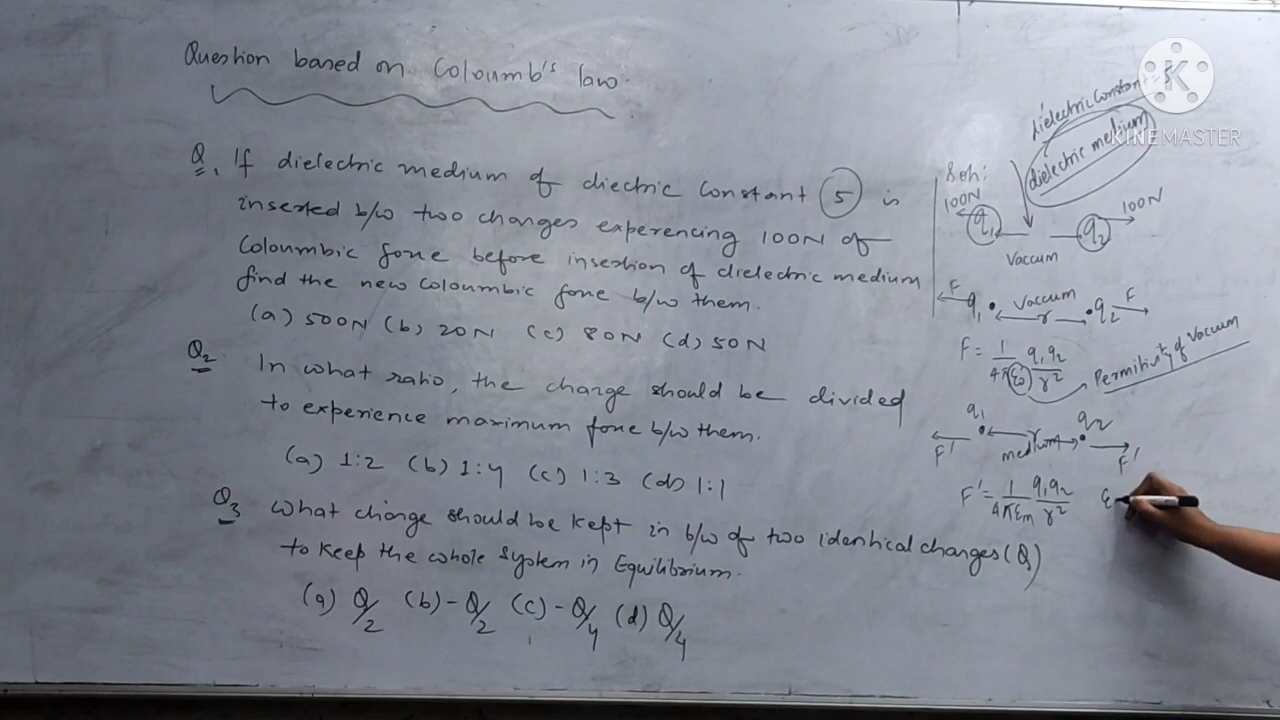 Question based on Coloumb's law.
Q1 If dielectric medium of diectric Constant 5 is
inserted b/w two charges experencing 100N of
Coloumbic force before insertion of dielectric medium
find the new coloumbic force b/w them.
(a) 500N (b) 20N (c) 80N (d) 50N
Q2 In what ratio, the charge should be divided
to experience maximum force b/w them.
(a) 1:2 (b) 1:4 (c) 1:3 (d) 1:1
Q3 What charge should be kept in b/w of two identical charges (Q)
to keep the whole system in Equilibrium.
(a) Q/2 (b) -Q/2 (c) -Q/4 (d) Q/4
dielectric Constant = 5
dielectric medium
Soln:
100N q1 q2 100N
Vaccum
F q1 Vaccum q2 F
r
F = 1/4πε0 q1q2/r²
Permitivity of Vaccum
q1 r q2
F' medium F'
F' = 1/4πεm q1q2/r² ε
K
KINEMASTER